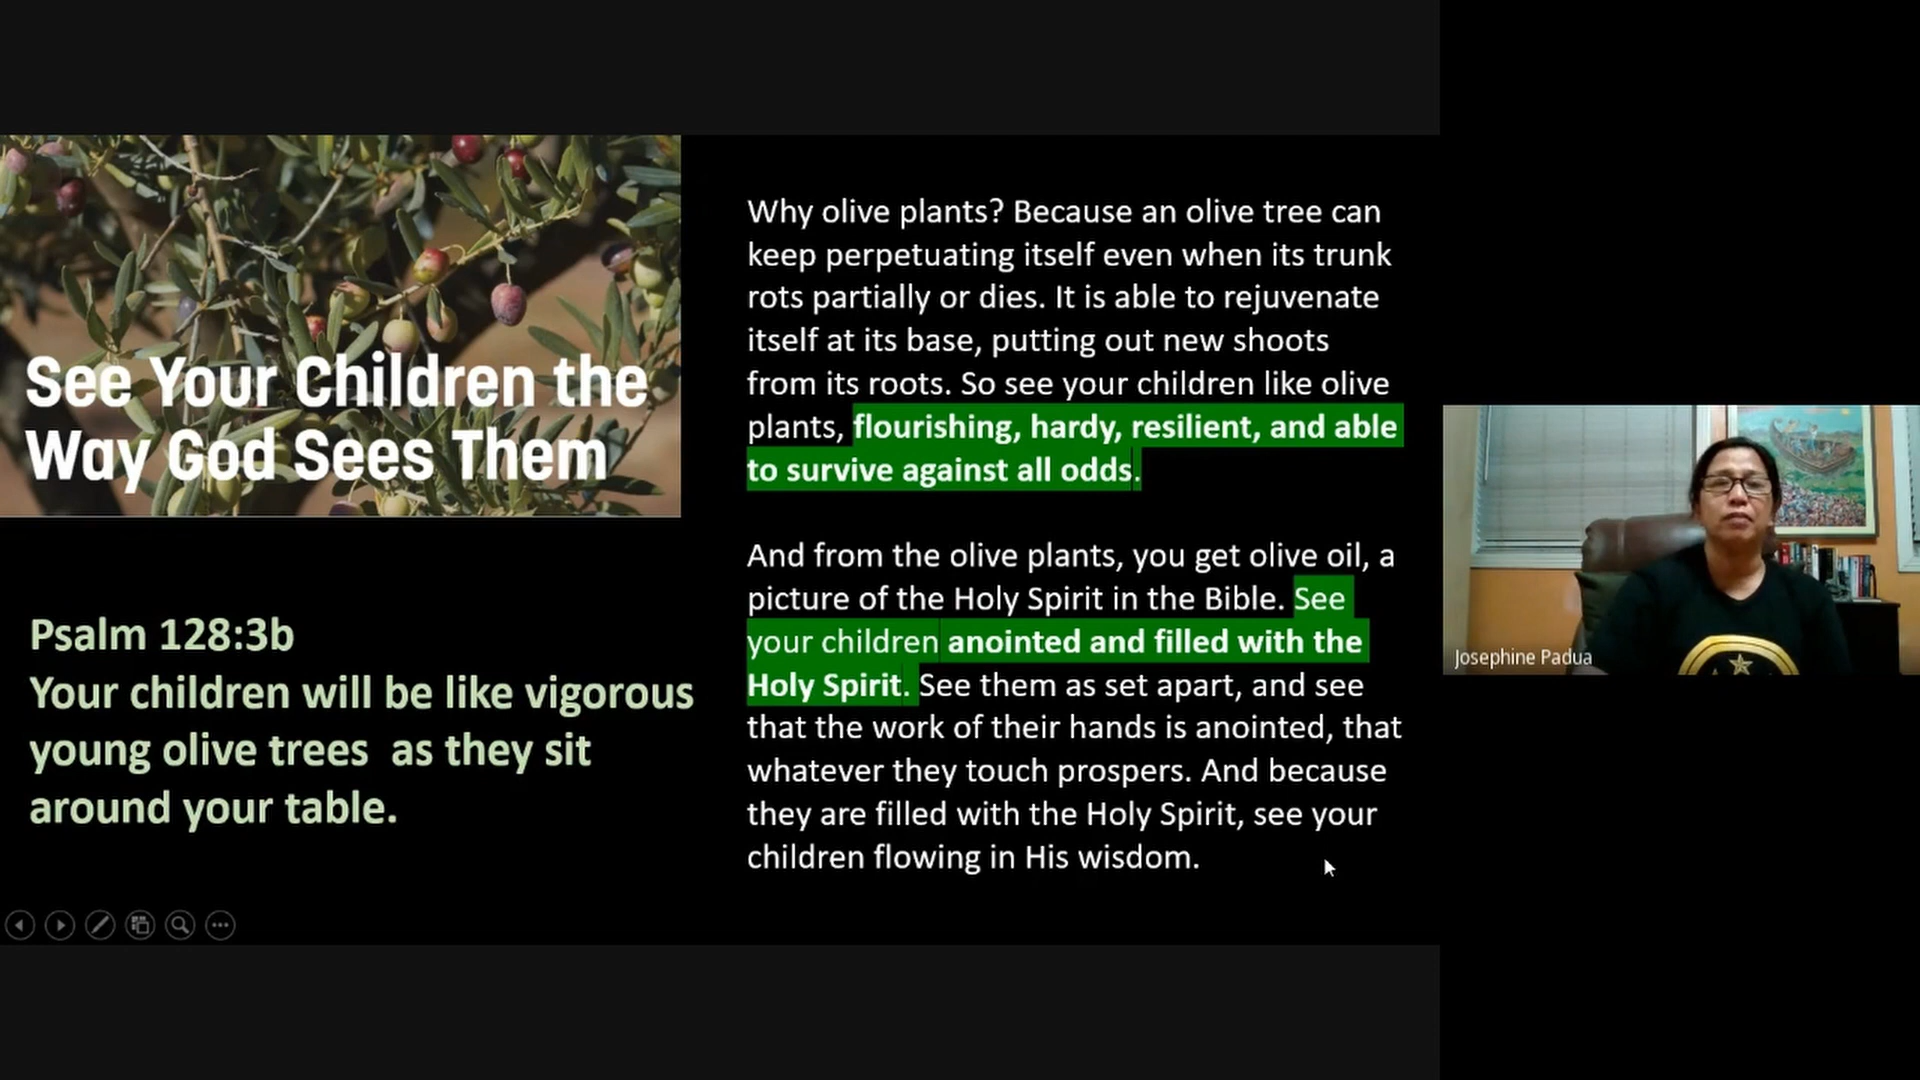 See Your Children the
Way God Sees Them
Psalm 128:3b
Your children will be like vigorous
young olive trees  as they sit
around your table.
Why olive plants? Because an olive tree can
keep perpetuating itself even when its trunk
rots partially or dies. It is able to rejuvenate
itself at its base, putting out new shoots
from its roots. So see your children like olive
plants, flourishing, hardy, resilient, and able
to survive against all odds.
And from the olive plants, you get olive oil, a
picture of the Holy Spirit in the Bible. See
your children anointed and filled with the
Holy Spirit. See them as set apart, and see
that the work of their hands is anointed, that
whatever they touch prospers. And because
they are filled with the Holy Spirit, see your
children flowing in His wisdom.
Josephine Padua